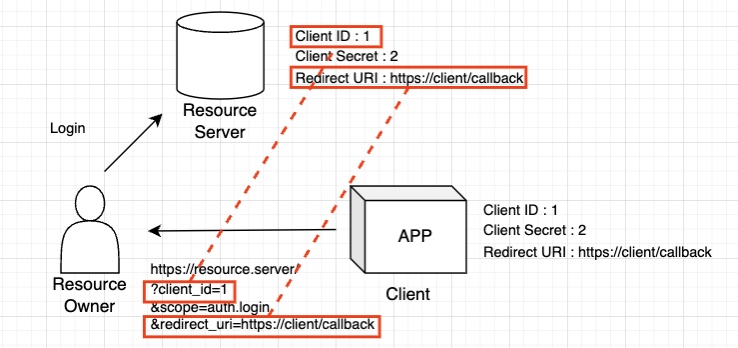 Client ID : 1
Client Secret : 2
Redirect URI : https://client/callback
Resource
Server
Login
APP
Client ID : 1
Client Secret : 2
Redirect URI : https://client/callback
Client
Resource
Owner
https://resource.server/
?client_id=1
&scope=auth.login
&redirect_uri=https://client/callback